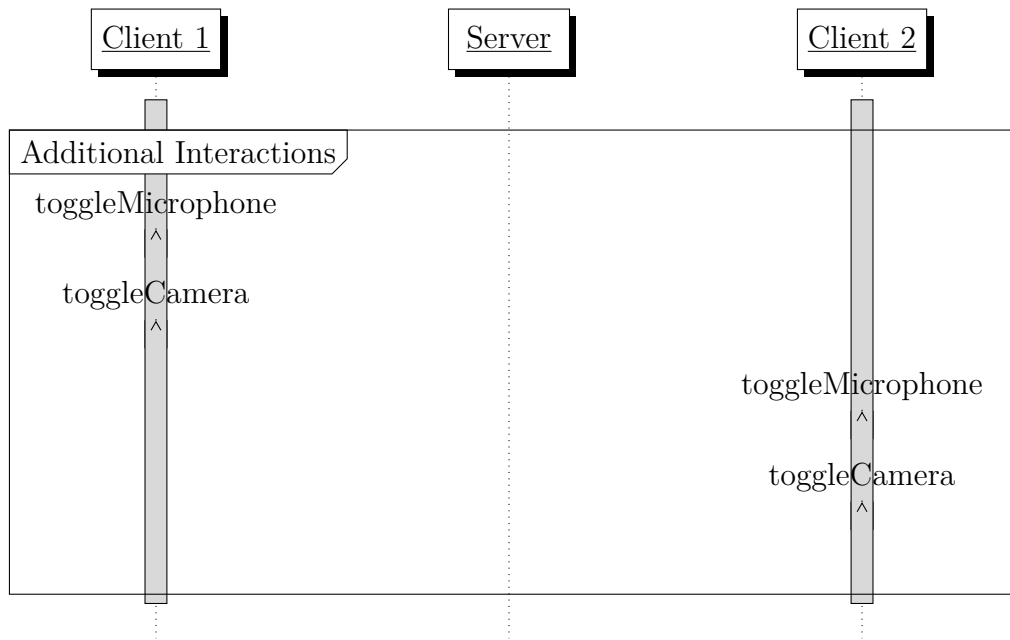 Client 1
Server
Client 2
Additional Interactions
toggleMicrophone
toggleCamera
toggleMicrophone
toggleCamera